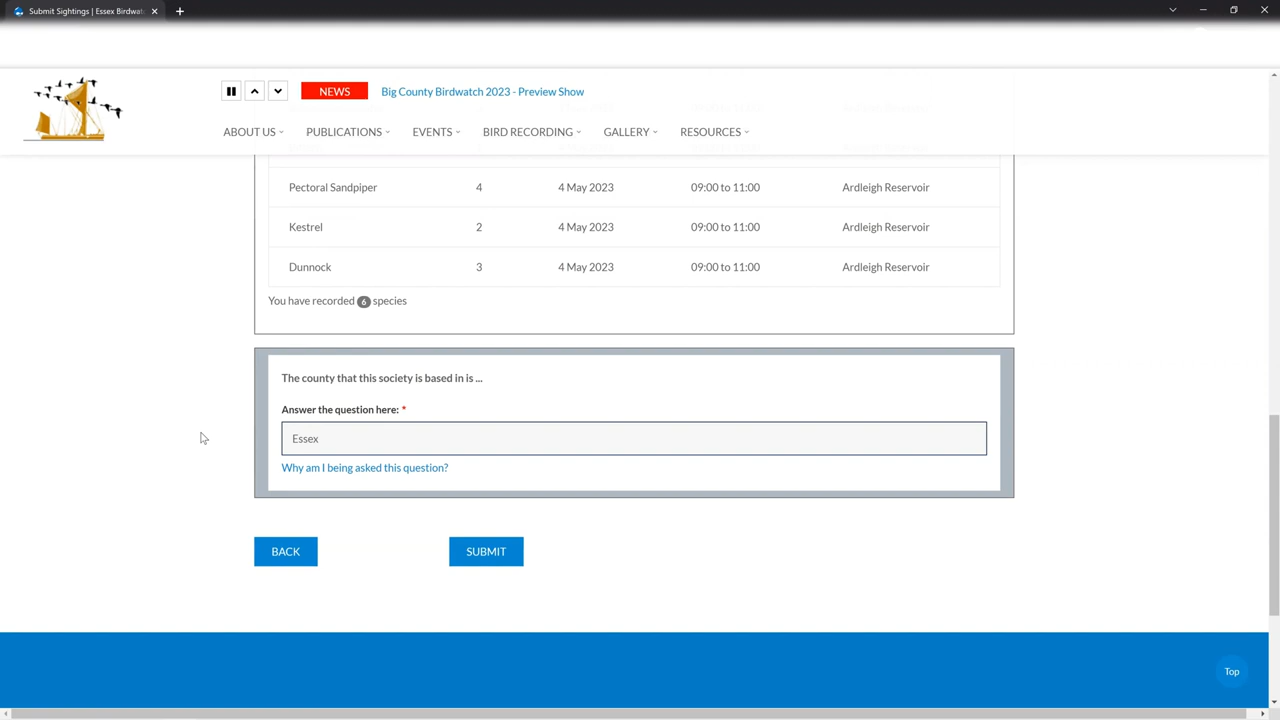 Submit Sightings | Essex Birdwat
NEWS
Big County Birdwatch 2023 - Preview Show
ABOUT US
PUBLICATIONS
EVENTS
BIRD RECORDING
GALLERY
RESOURCES
Pectoral Sandpiper 4 4 May 2023 09:00 to 11:00 Ardleigh Reservoir
Kestrel 2 4 May 2023 09:00 to 11:00 Ardleigh Reservoir
Dunnock 3 4 May 2023 09:00 to 11:00 Ardleigh Reservoir
You have recorded 6 species
The county that this society is based in is ...
Answer the question here: *
Essex
Why am I being asked this question?
BACK
SUBMIT
Top